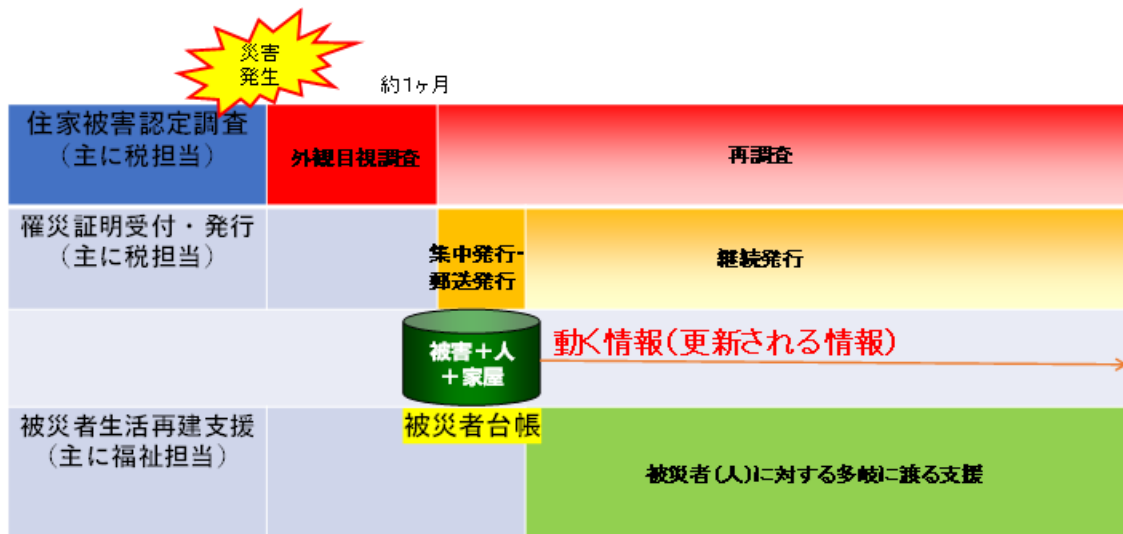 災害
発生
約1ヶ月
住家被害認定調査
(主に税担当)
外観目視調査
再調査
罹災証明受付・発行
(主に税担当)
集中発行-
郵送発行
継続発行
被害+人
+家屋
動く情報(更新される情報)
被災者台帳
被災者生活再建支援
(主に福祉担当)
被災者(人)に対する多岐に渡る支援